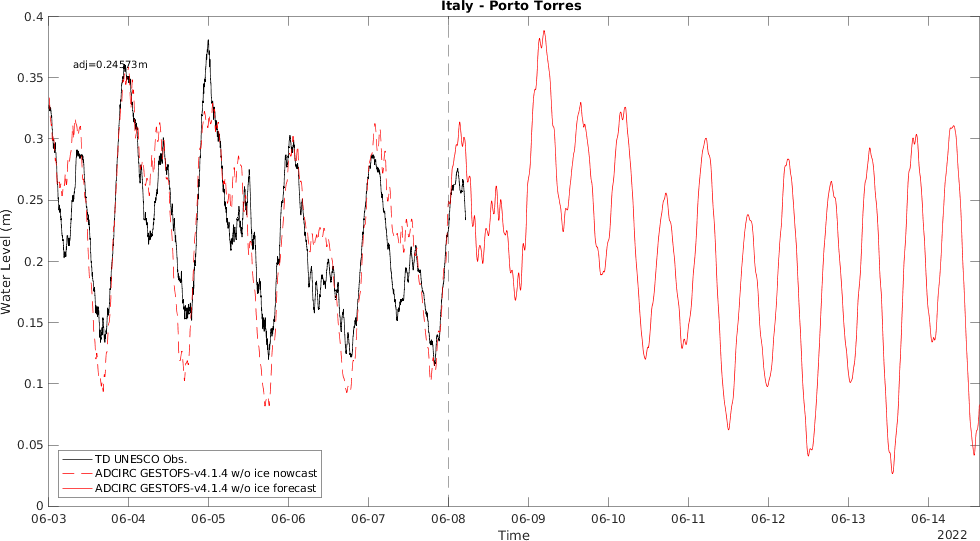 Italy - Porto Torres
0.4
0.35
0.3
0.25
0.2
0.15
0.1
0.05
0
Water Level (m)
adj=0.24573m
TD UNESCO Obs.
ADCIRC GESTOFS-v4.1.4 w/o ice nowcast
ADCIRC GESTOFS-v4.1.4 w/o ice forecast
06-03 06-04 06-05 06-06 06-07 06-08 06-09 06-10 06-11 06-12 06-13 06-14
Time
2022